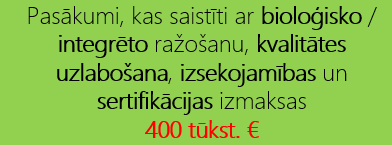 Pasākumi, kas saistīti ar bioloģisko /
integrēto ražošanu, kvalitātes
uzlabošana, izsekojamības un
sertifikācijas izmaksas
400 tūkst. €